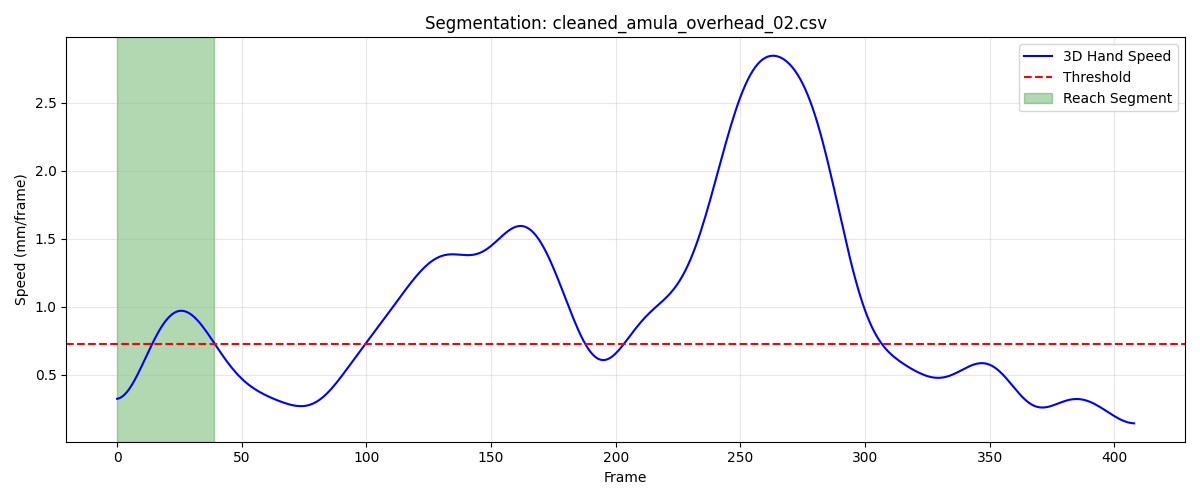 Segmentation: cleaned_amula_overhead_02.csv
3D Hand Speed
Threshold
Reach Segment
Speed (mm/frame)
2.5
2.0
1.5
1.0
0.5
0 50 100 150 200 250 300 350 400
Frame